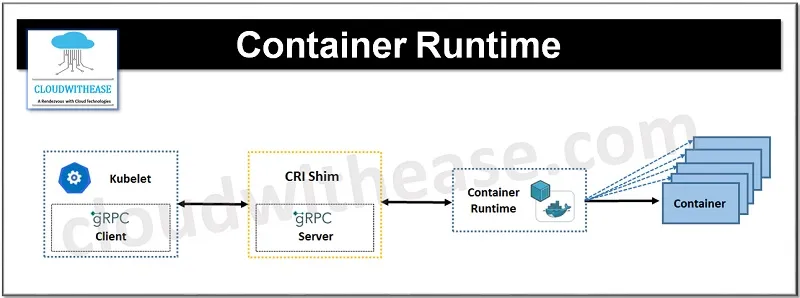 Container Runtime
CLOUDWITHEASE
A Rendezvous with Cloud Technologies
cloudwithease.com
Kubelet
gRPC
Client
CRI Shim
gRPC
Server
Container
Runtime
Container